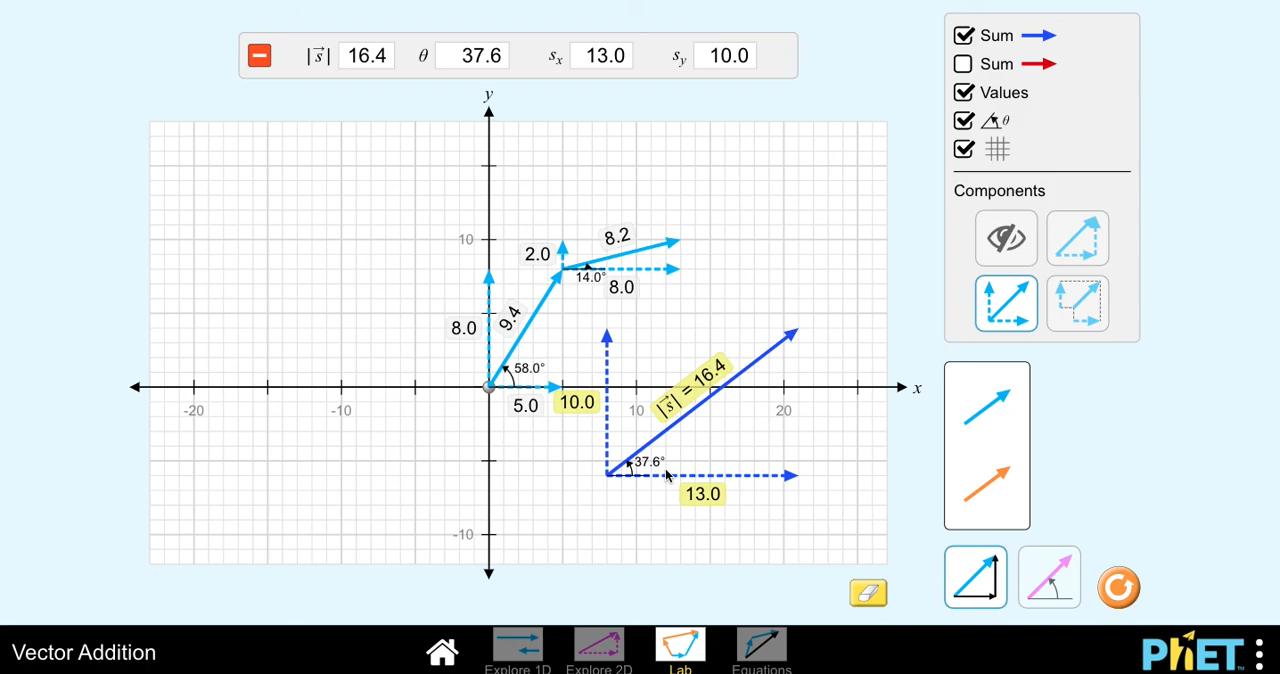 |s⃗| 16.4 θ 37.6 sx 13.0 sy 10.0
Sum
Sum
Values
θ
Components
y
x
10
-10
-20
-10
10
20
8.2
2.0
14.0°
8.0
8.0
9.4
58.0°
5.0
10.0
|s⃗| = 16.4
37.6°
13.0
Vector Addition
Explore 1D
Explore 2D
Lab
Equations
PhET